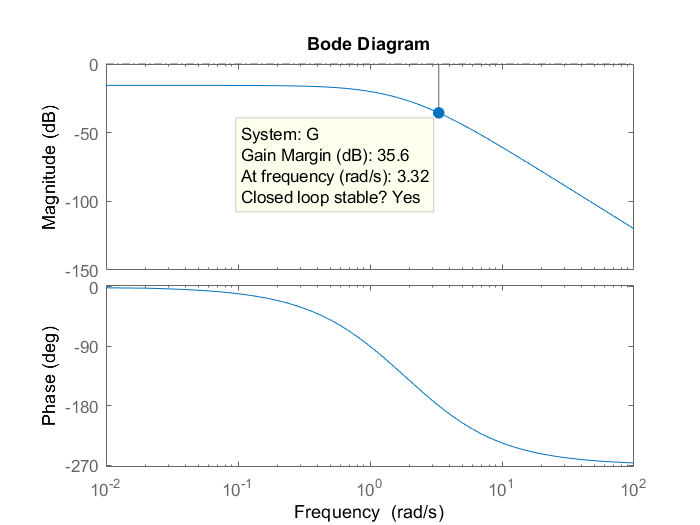 Bode Diagram
Magnitude (dB)
0
-50
-100
-150
System: G
Gain Margin (dB): 35.6
At frequency (rad/s): 3.32
Closed loop stable? Yes
Phase (deg)
0
-90
-180
-270
10^-2 10^-1 10^0 10^1 10^2
Frequency (rad/s)